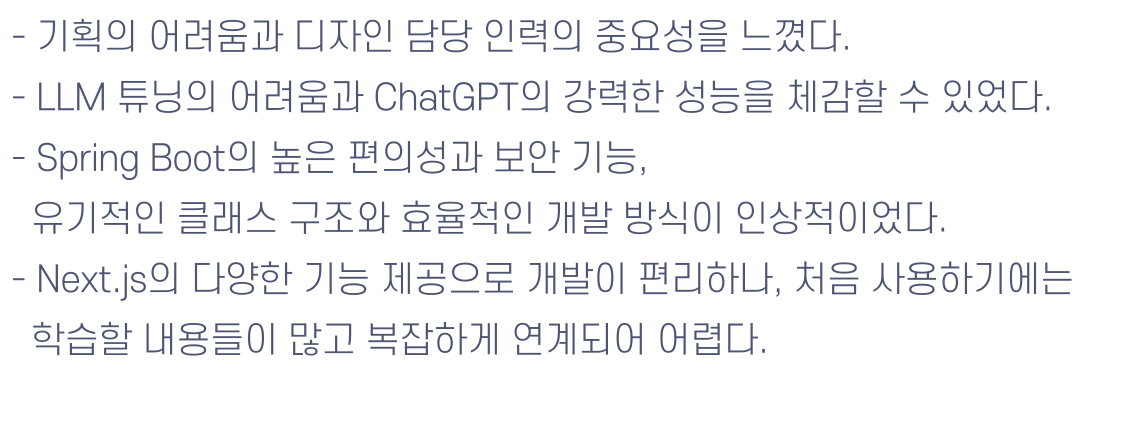 - 기획의 어려움과 디자인 담당 인력의 중요성을 느꼈다.
- LLM 튜닝의 어려움과 ChatGPT의 강력한 성능을 체감할 수 있었다.
- Spring Boot의 높은 편의성과 보안 기능,
유기적인 클래스 구조와 효율적인 개발 방식이 인상적이었다.
- Next.js의 다양한 기능 제공으로 개발이 편리하나, 처음 사용하기에는
학습할 내용들이 많고 복잡하게 연계되어 어렵다.